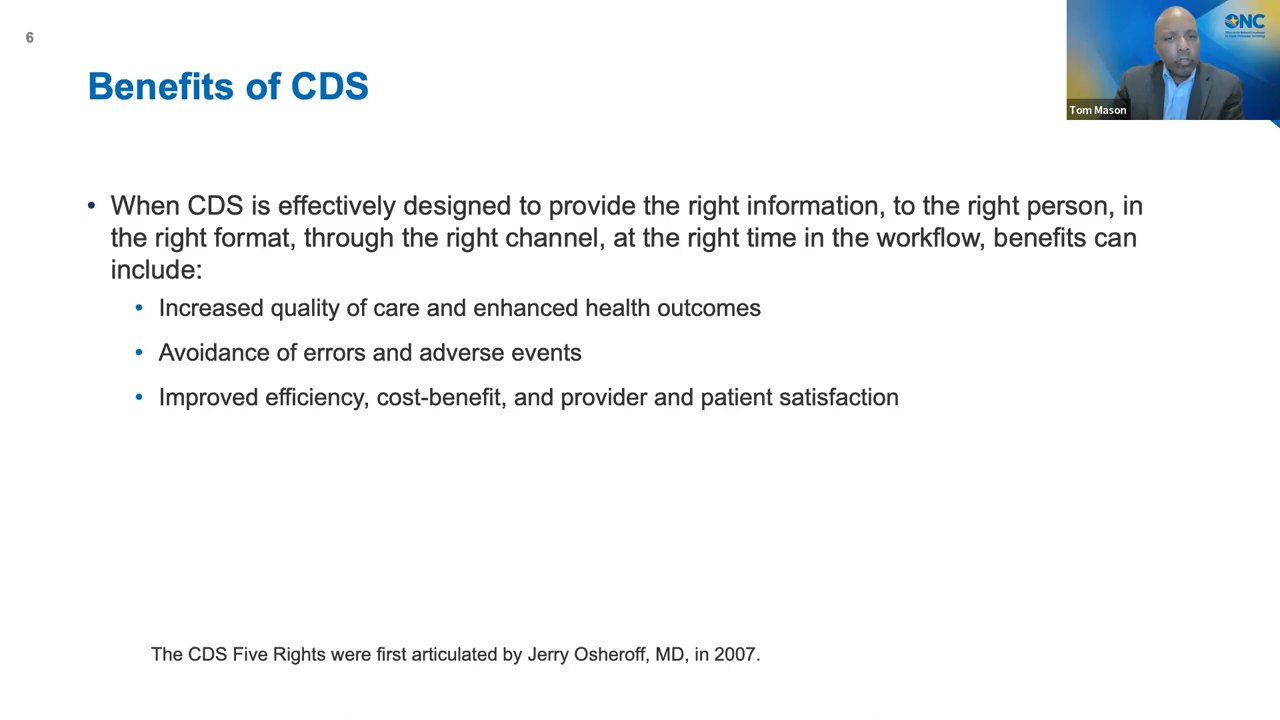 6
ONC
Tom Mason
Benefits of CDS
• When CDS is effectively designed to provide the right information, to the right person, in
the right format, through the right channel, at the right time in the workflow, benefits can
include:
• Increased quality of care and enhanced health outcomes
• Avoidance of errors and adverse events
• Improved efficiency, cost-benefit, and provider and patient satisfaction
The CDS Five Rights were first articulated by Jerry Osheroff, MD, in 2007.